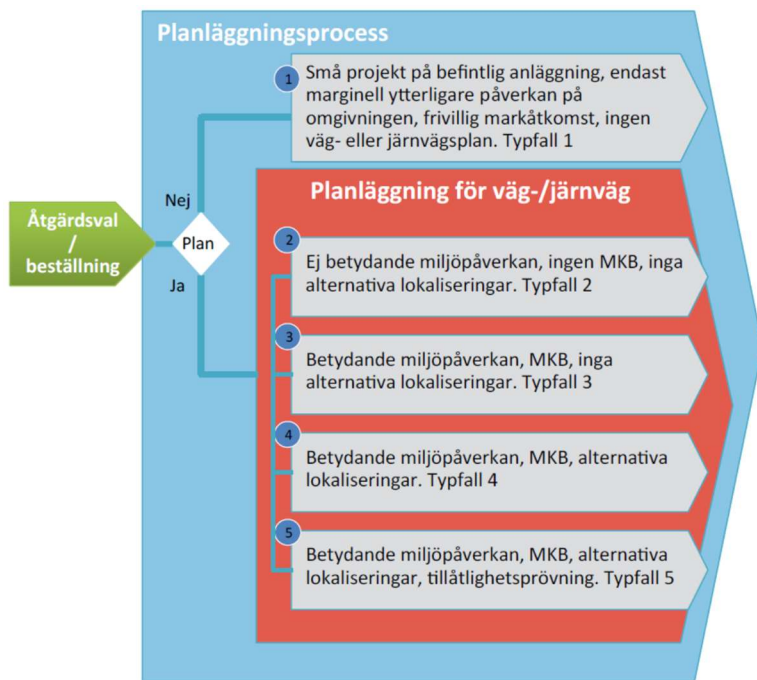 Planläggningsprocess
1
Små projekt på befintlig anläggning, endast
marginell ytterligare påverkan på
omgivningen, frivillig markåtkomst, ingen
väg- eller järnvägsplan. Typfall 1
Planläggning för väg-/järnväg
Nej
Åtgärdsval
/
beställning
Plan
Ja
2
Ej betydande miljöpåverkan, ingen MKB, inga
alternativa lokaliseringar. Typfall 2
3
Betydande miljöpåverkan, MKB, inga
alternativa lokaliseringar. Typfall 3
4
Betydande miljöpåverkan, MKB, alternativa
lokaliseringar. Typfall 4
5
Betydande miljöpåverkan, MKB, alternativa
lokaliseringar, tillåtlighetsprövning. Typfall 5